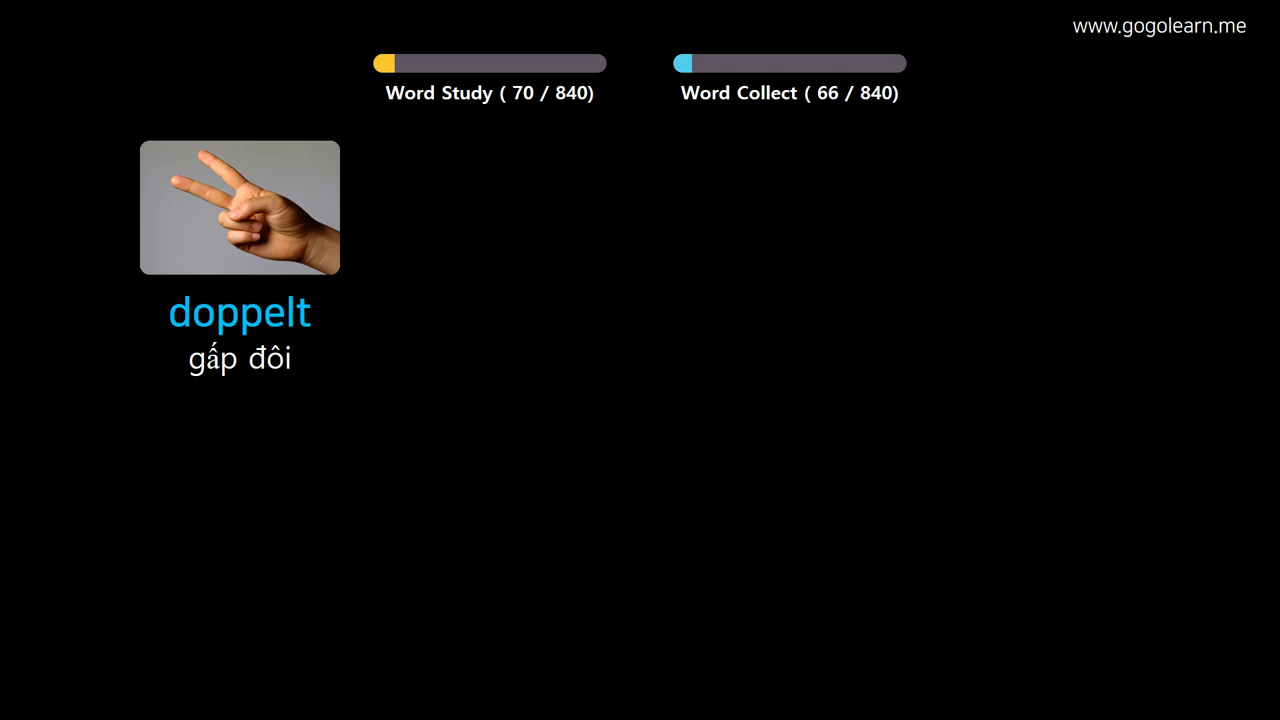 www.gogolearn.me
Word Study ( 70 / 840)
Word Collect ( 66 / 840)
doppelt
gấp đôi